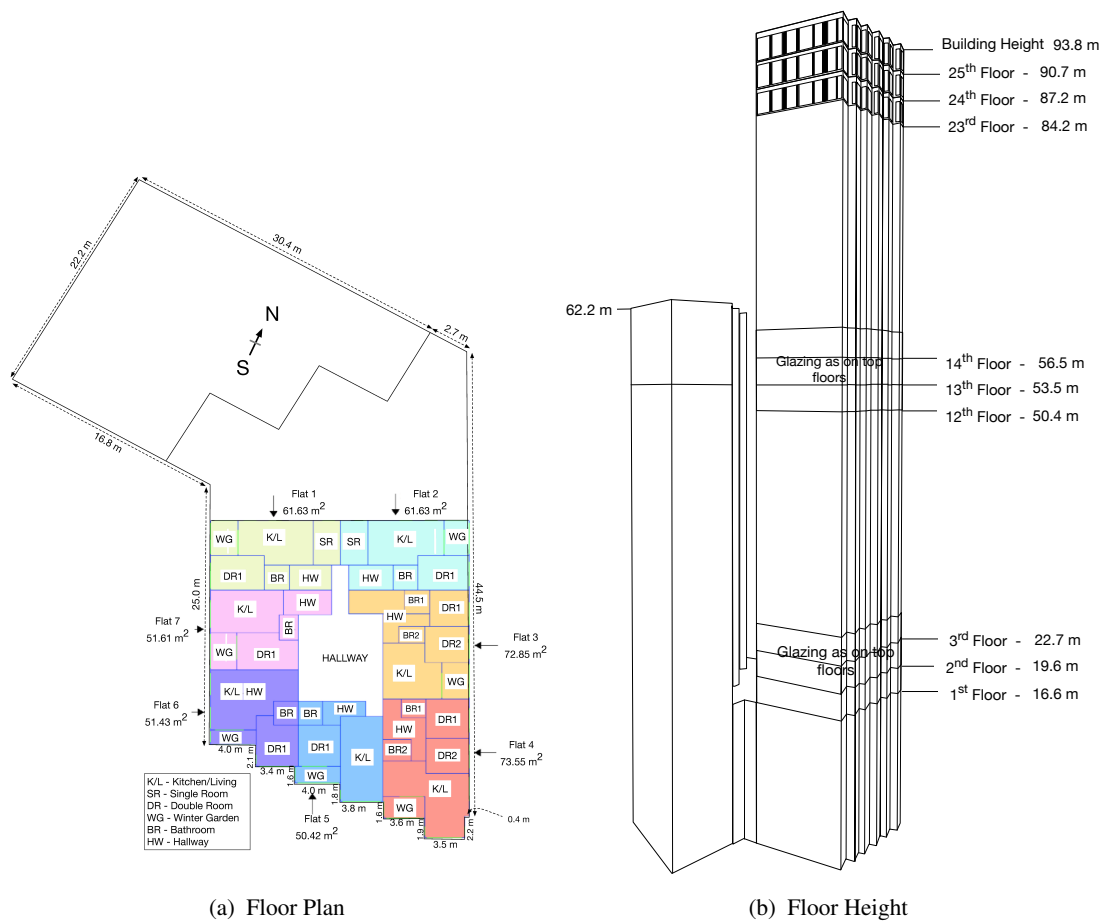 30.4 m
22.2 m
N
S
2.7 m
16.8 m
Flat 1
61.63 m²
Flat 2
61.63 m²
WG
K/L
SR
SR
K/L
WG
DR1
BR
HW
HW
BR
DR1
25.0 m
44.5 m
K/L
HW
BR1
DR1
HW
BR
Flat 7
51.61 m²
WG
DR1
BR2
DR2
Flat 3
72.85 m²
HALLWAY
K/L
WG
K/L
HW
Flat 6
51.43 m²
WG
BR
BR
HW
BR1
DR1
HW
DR1
DR1
K/L
BR2
DR2
Flat 4
73.55 m²
WG
K/L
WG
4.0 m
2.1 m
3.4 m
1.6 m
4.0 m
1.8 m
3.8 m
1.6 m
3.6 m
1.9 m
3.5 m
2.2 m
0.4 m
Flat 5
50.42 m²
K/L - Kitchen/Living
SR - Single Room
DR - Double Room
WG - Winter Garden
BR - Bathroom
HW - Hallway
(a) Floor Plan
Building Height 93.8 m
25th Floor - 90.7 m
24th Floor - 87.2 m
23rd Floor - 84.2 m
62.2 m
Glazing as on top
floors
14th Floor - 56.5 m
13th Floor - 53.5 m
12th Floor - 50.4 m
Glazing as on top
floors
3rd Floor - 22.7 m
2nd Floor - 19.6 m
1st Floor - 16.6 m
(b) Floor Height